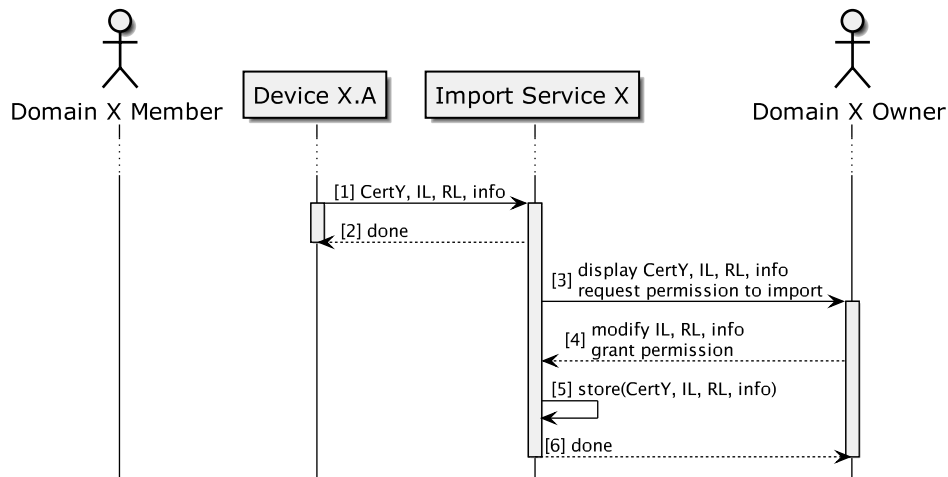 Domain X Member
Device X.A
Import Service X
Domain X Owner
[1] CertY, IL, RL, info
[2] done
[3] display CertY, IL, RL, info
request permission to import
[4] modify IL, RL, info
grant permission
[5] store(CertY, IL, RL, info)
[6] done